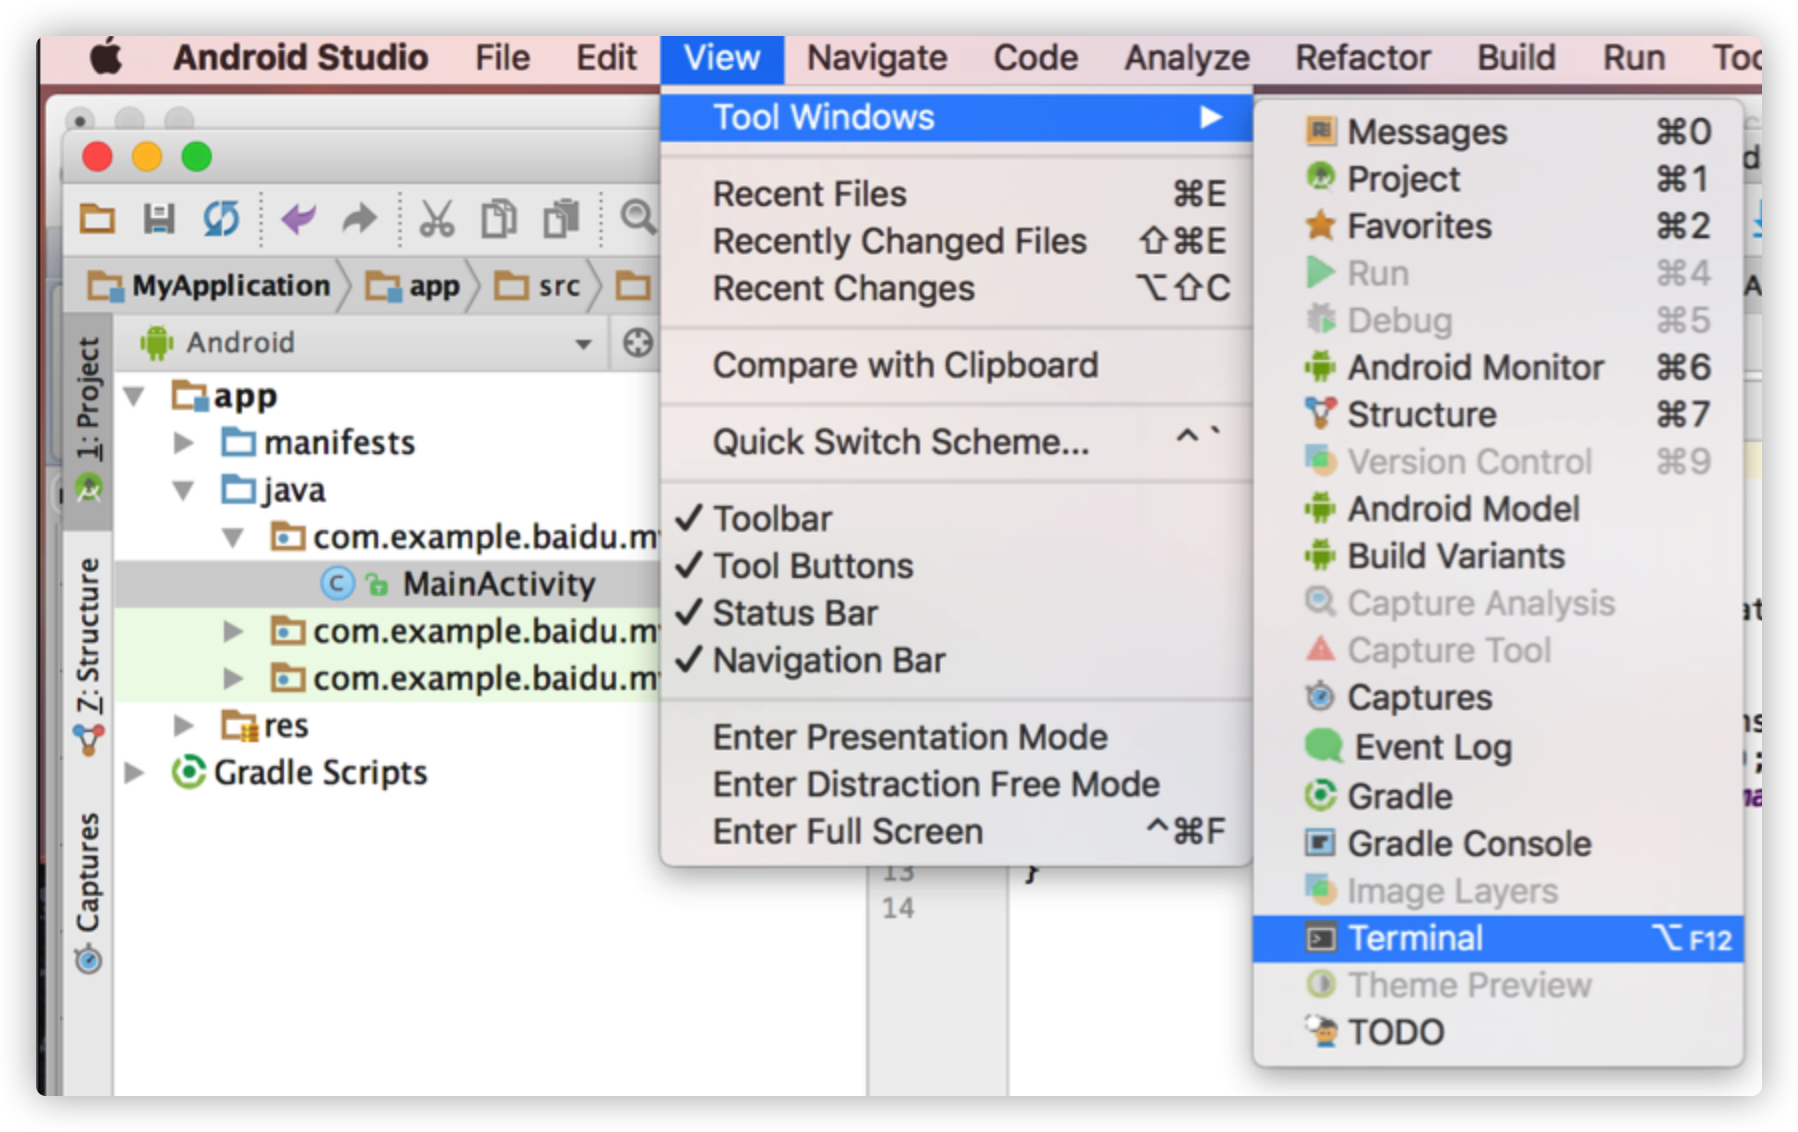 Android Studio File Edit View Navigate Code Analyze Refactor Build Run
MyApplication app src
Android
1: Project
7: Structure
Captures
app
manifests
java
com.example.baidu.my
MainActivity
com.example.baidu.my
com.example.baidu.my
res
Gradle Scripts
Tool Windows ▶
Recent Files ⌘E
Recently Changed Files ⇧⌘E
Recent Changes ⌥⇧C
Compare with Clipboard
Quick Switch Scheme... ^`
✓ Toolbar
✓ Tool Buttons
✓ Status Bar
✓ Navigation Bar
Enter Presentation Mode
Enter Distraction Free Mode
Enter Full Screen ^⌘F
13 }
14
Messages ⌘0
Project ⌘1
Favorites ⌘2
Run ⌘4
Debug ⌘5
Android Monitor ⌘6
Structure ⌘7
Version Control ⌘9
Android Model
Build Variants
Capture Analysis
Capture Tool
Captures
Event Log
Gradle
Gradle Console
Image Layers
Terminal ⌥F12
Theme Preview
TODO